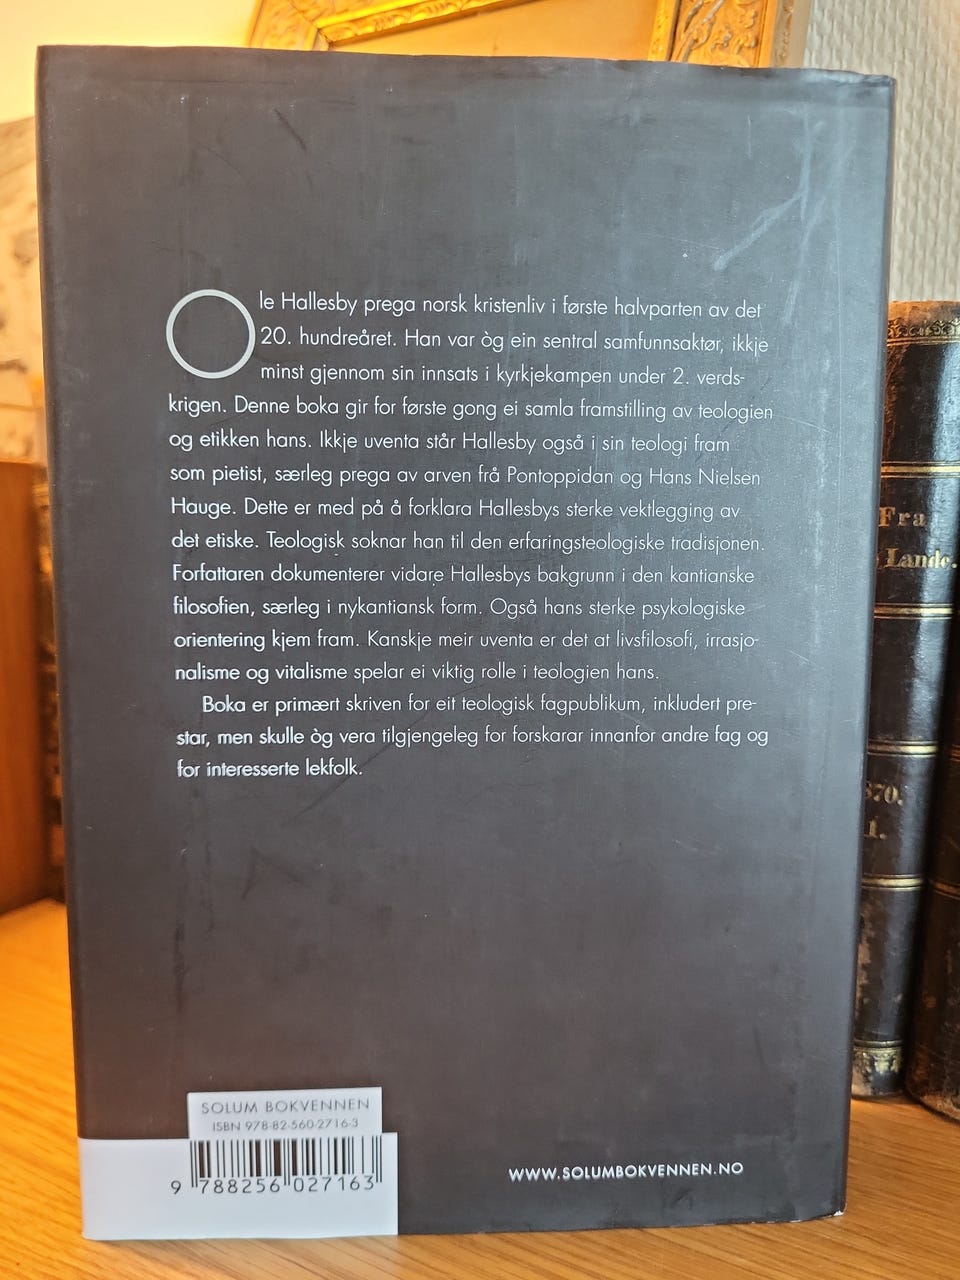 Ole Hallesby prega norsk kristenliv i første halvparten av det
20. hundreåret. Han var òg ein sentral samfunnsaktør, ikkje
minst gjennom sin innsats i kyrkjekampen under 2. verds-
krigen. Denne boka gir for første gong ei samla framstilling av teologien
og etikken hans. Ikkje uventa står Hallesby også i sin teologi fram
som pietist, særleg prega av arven frå Pontoppidan og Hans Nielsen
Hauge. Dette er med på å forklara Hallesbys sterke vektlegging av
det etiske. Teologisk soknar han til den erfaringsteologiske tradisjonen.
Forfattaren dokumenterer vidare Hallesbys bakgrunn i den kantianske
filosofien, særleg i nykantiansk form. Også hans sterke psykologiske
orientering kjem fram. Kanskje meir uventa er det at livsfilosofi, irrasjo-
nalisme og vitalisme spelar ei viktig rolle i teologien hans.
Boka er primært skriven for eit teologisk fagpublikum, inkludert pre-
star, men skulle òg vera tilgjengeleg for forskarar innanfor andre fag og
for interesserte lekfolk.
SOLUM BOKVENNEN
ISBN 978-82-560-2716-3
9 788256 027163
WWW.SOLUMBOKVENNEN.NO
Fra
Lande.
870.
1.